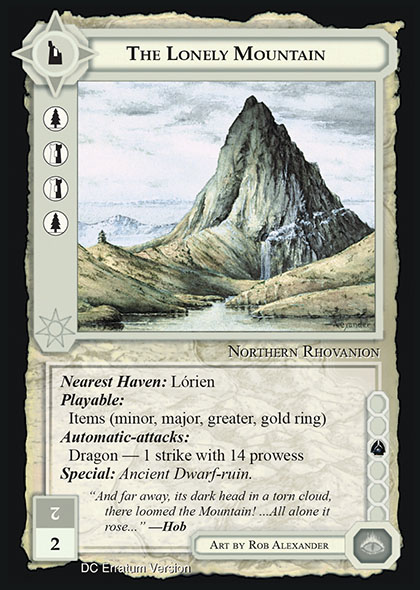 The Lonely Mountain
Alexander
Northern Rhovanion
Nearest Haven: Lórien
Playable:
Items (minor, major, greater, gold ring)
Automatic-attacks:
Dragon — 1 strike with 14 prowess
Special: Ancient Dwarf-ruin.
“And far away, its dark head in a torn cloud,
there loomed the Mountain! ...All alone it
rose...” —Hob
2
2
Art by Rob Alexander
DC Erratum Version